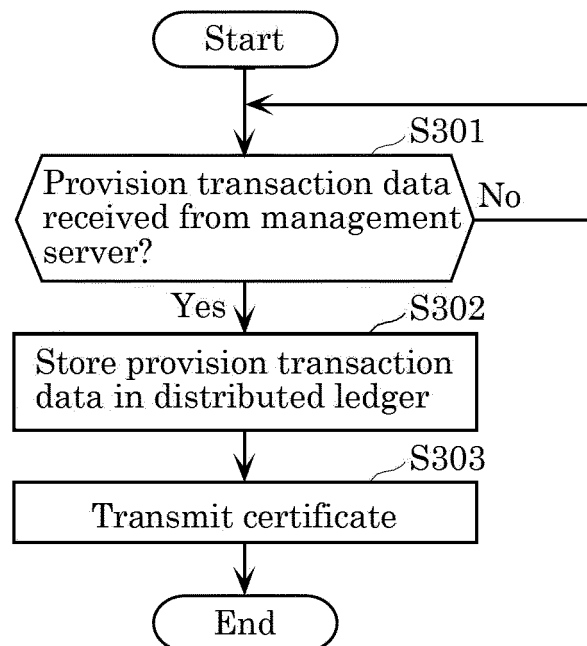 Start
S301
Provision transaction data
received from management
server?
No
Yes
S302
Store provision transaction
data in distributed ledger
S303
Transmit certificate
End